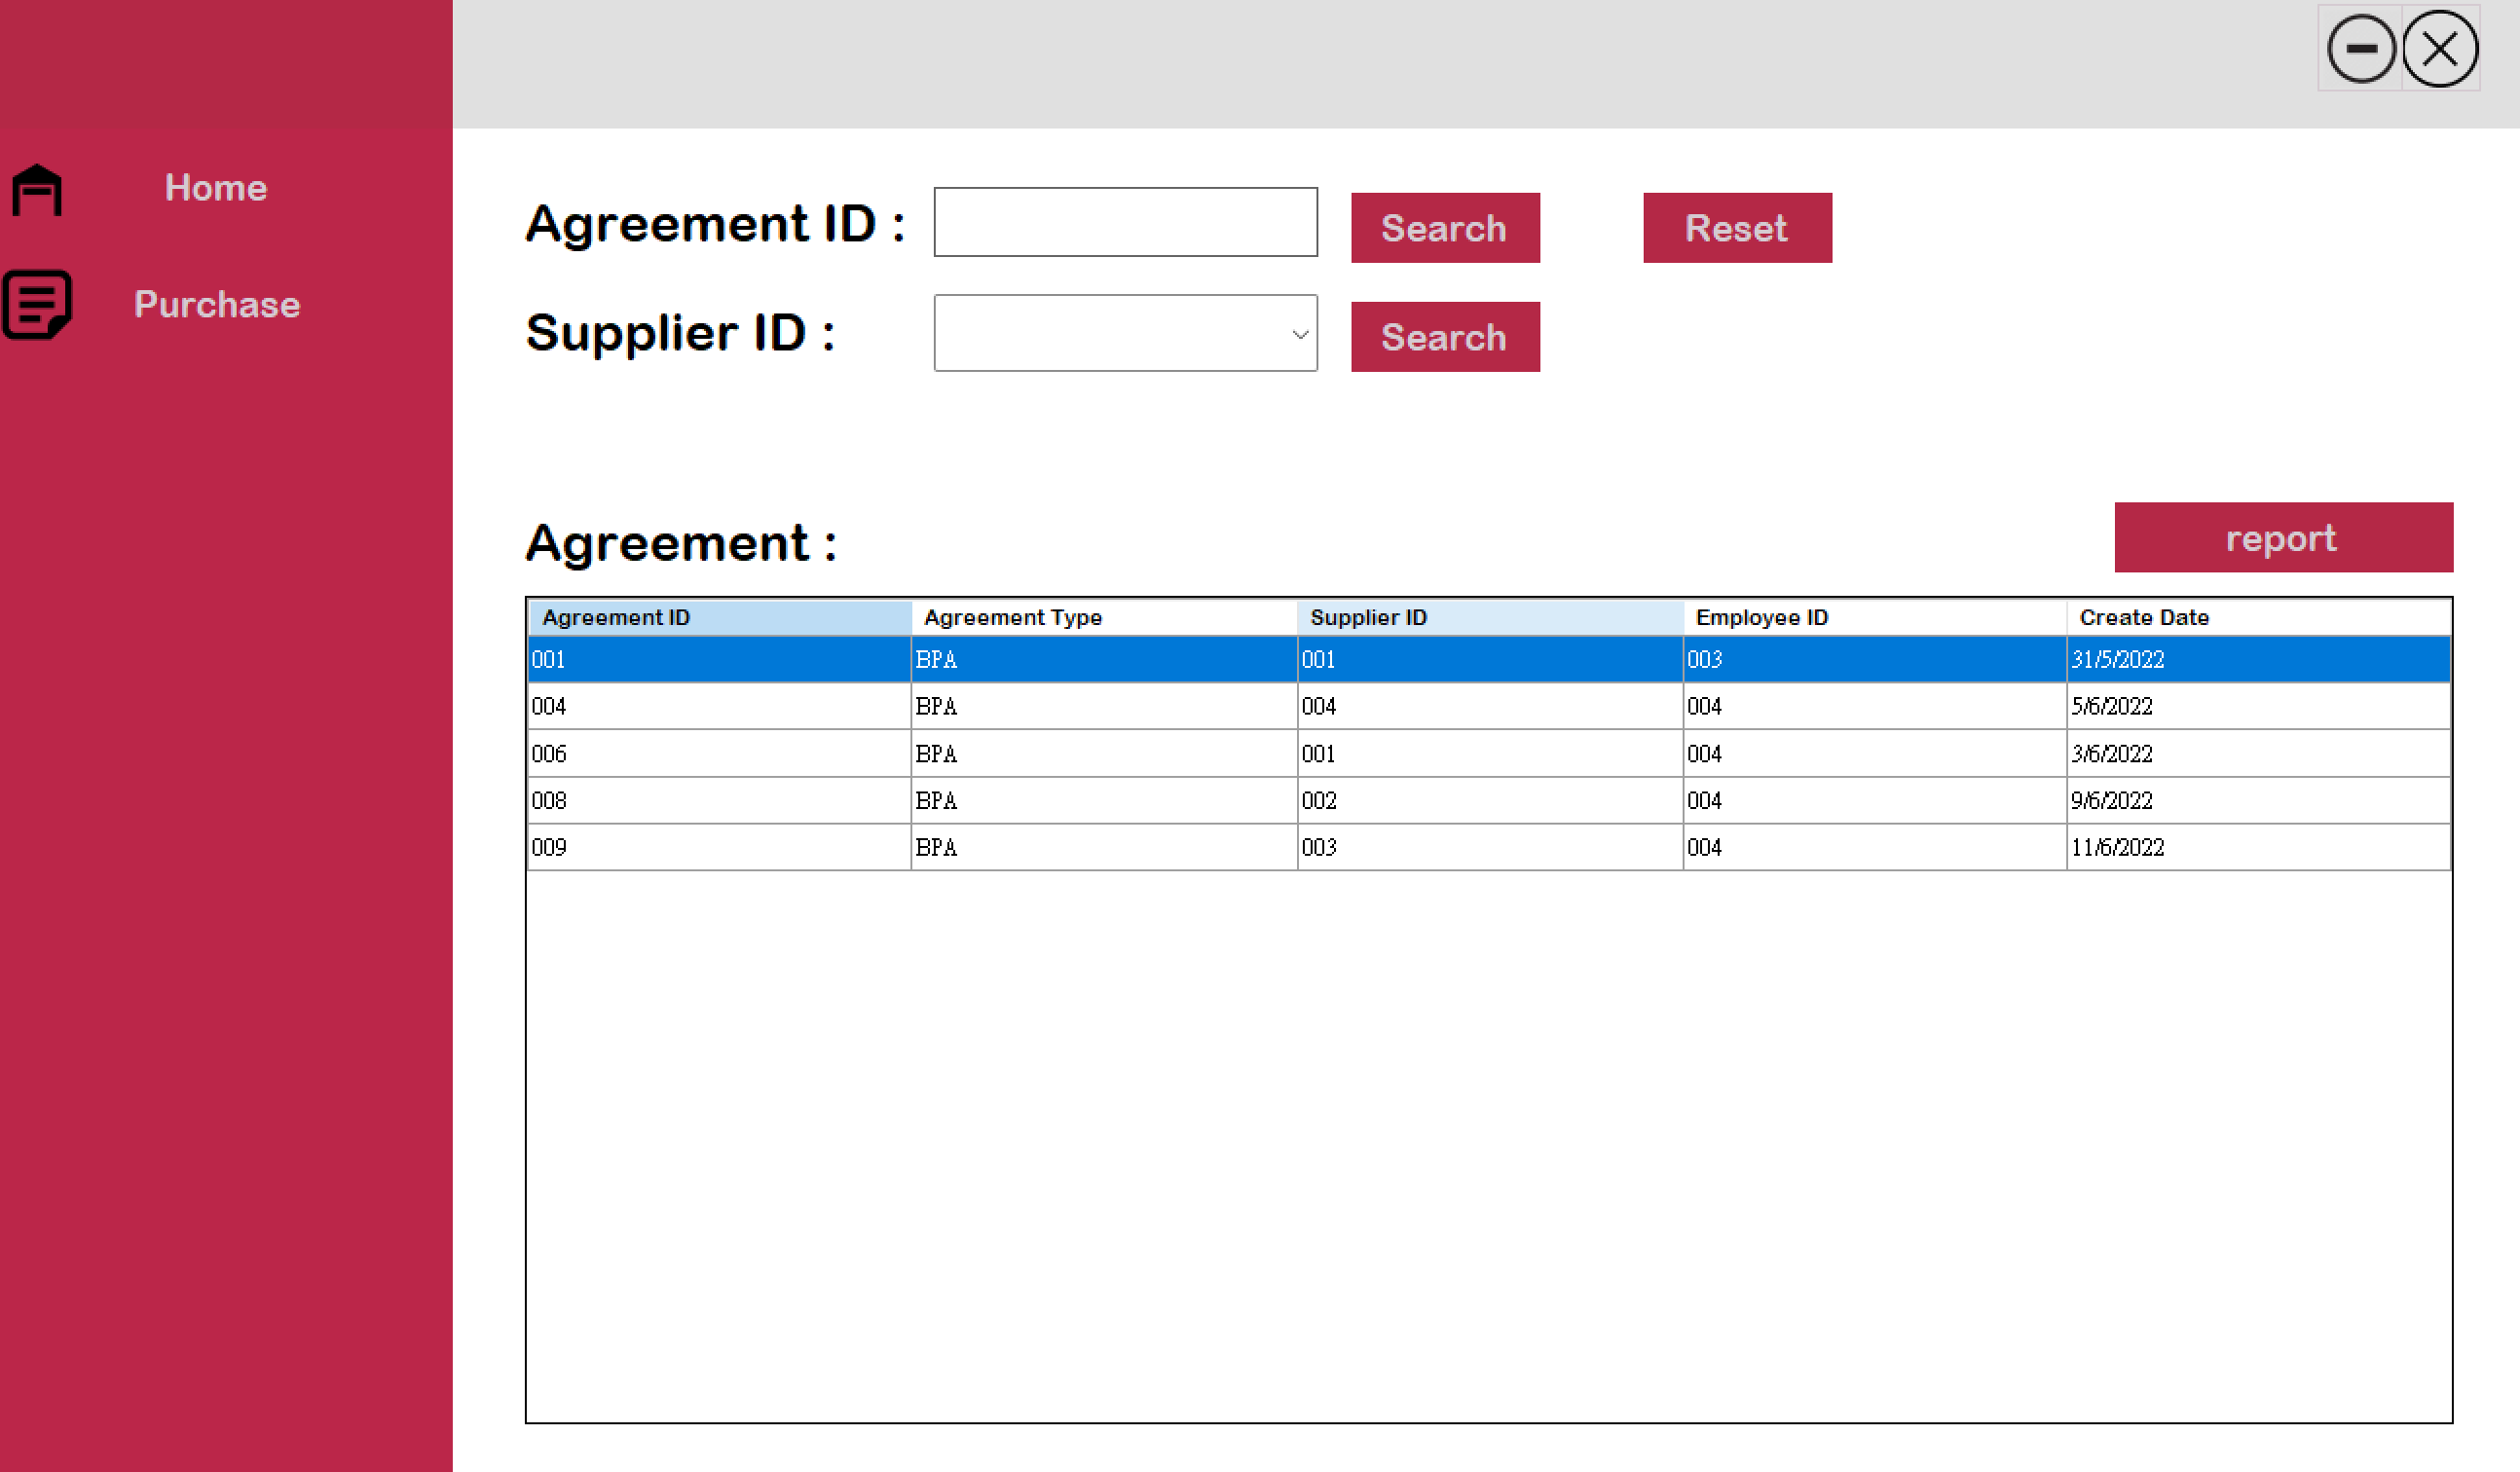 Home
Purchase
Agreement ID :
Search
Reset
Supplier ID :
Search
Agreement :
report
Agreement ID Agreement Type Supplier ID Employee ID Create Date
001 BPA 001 003 31/5/2022
004 BPA 004 004 5/6/2022
006 BPA 001 004 3/6/2022
008 BPA 002 004 9/6/2022
009 BPA 003 004 11/6/2022